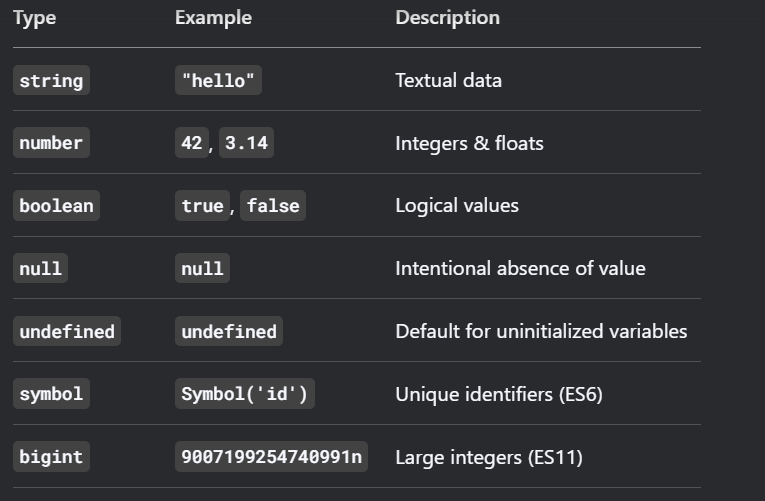 Type Example Description
string "hello" Textual data
number 42, 3.14 Integers & floats
boolean true, false Logical values
null null Intentional absence of value
undefined undefined Default for uninitialized variables
symbol Symbol('id') Unique identifiers (ES6)
bigint 9007199254740991n Large integers (ES11)